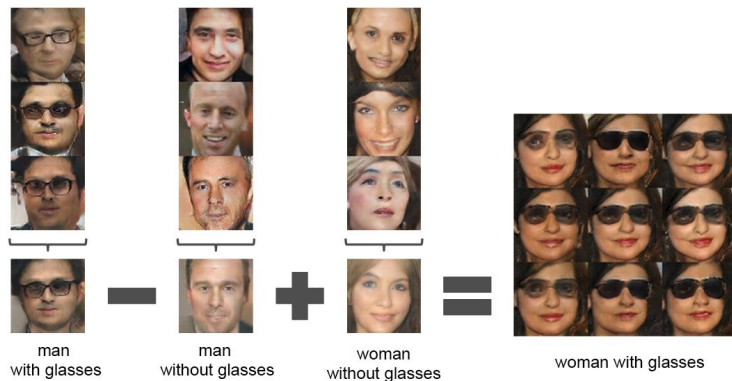 man
with glasses
man
without glasses
woman
without glasses
woman with glasses